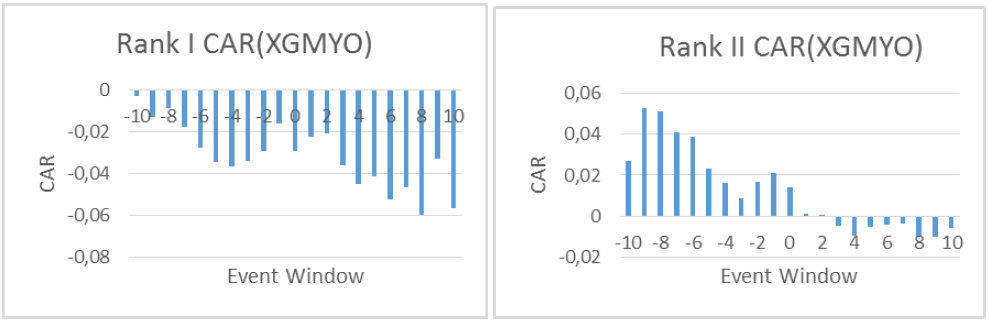 Rank I CAR(XGMYO)
0
-0,02
-0,04
-0,06
-0,08
CAR
-10 -8 -6 -4 -2 0 2 4 6 8 10
Event Window
Rank II CAR(XGMYO)
0,06
0,04
0,02
0
-0,02
CAR
-10 -8 -6 -4 -2 0 2 4 6 8 10
Event Window